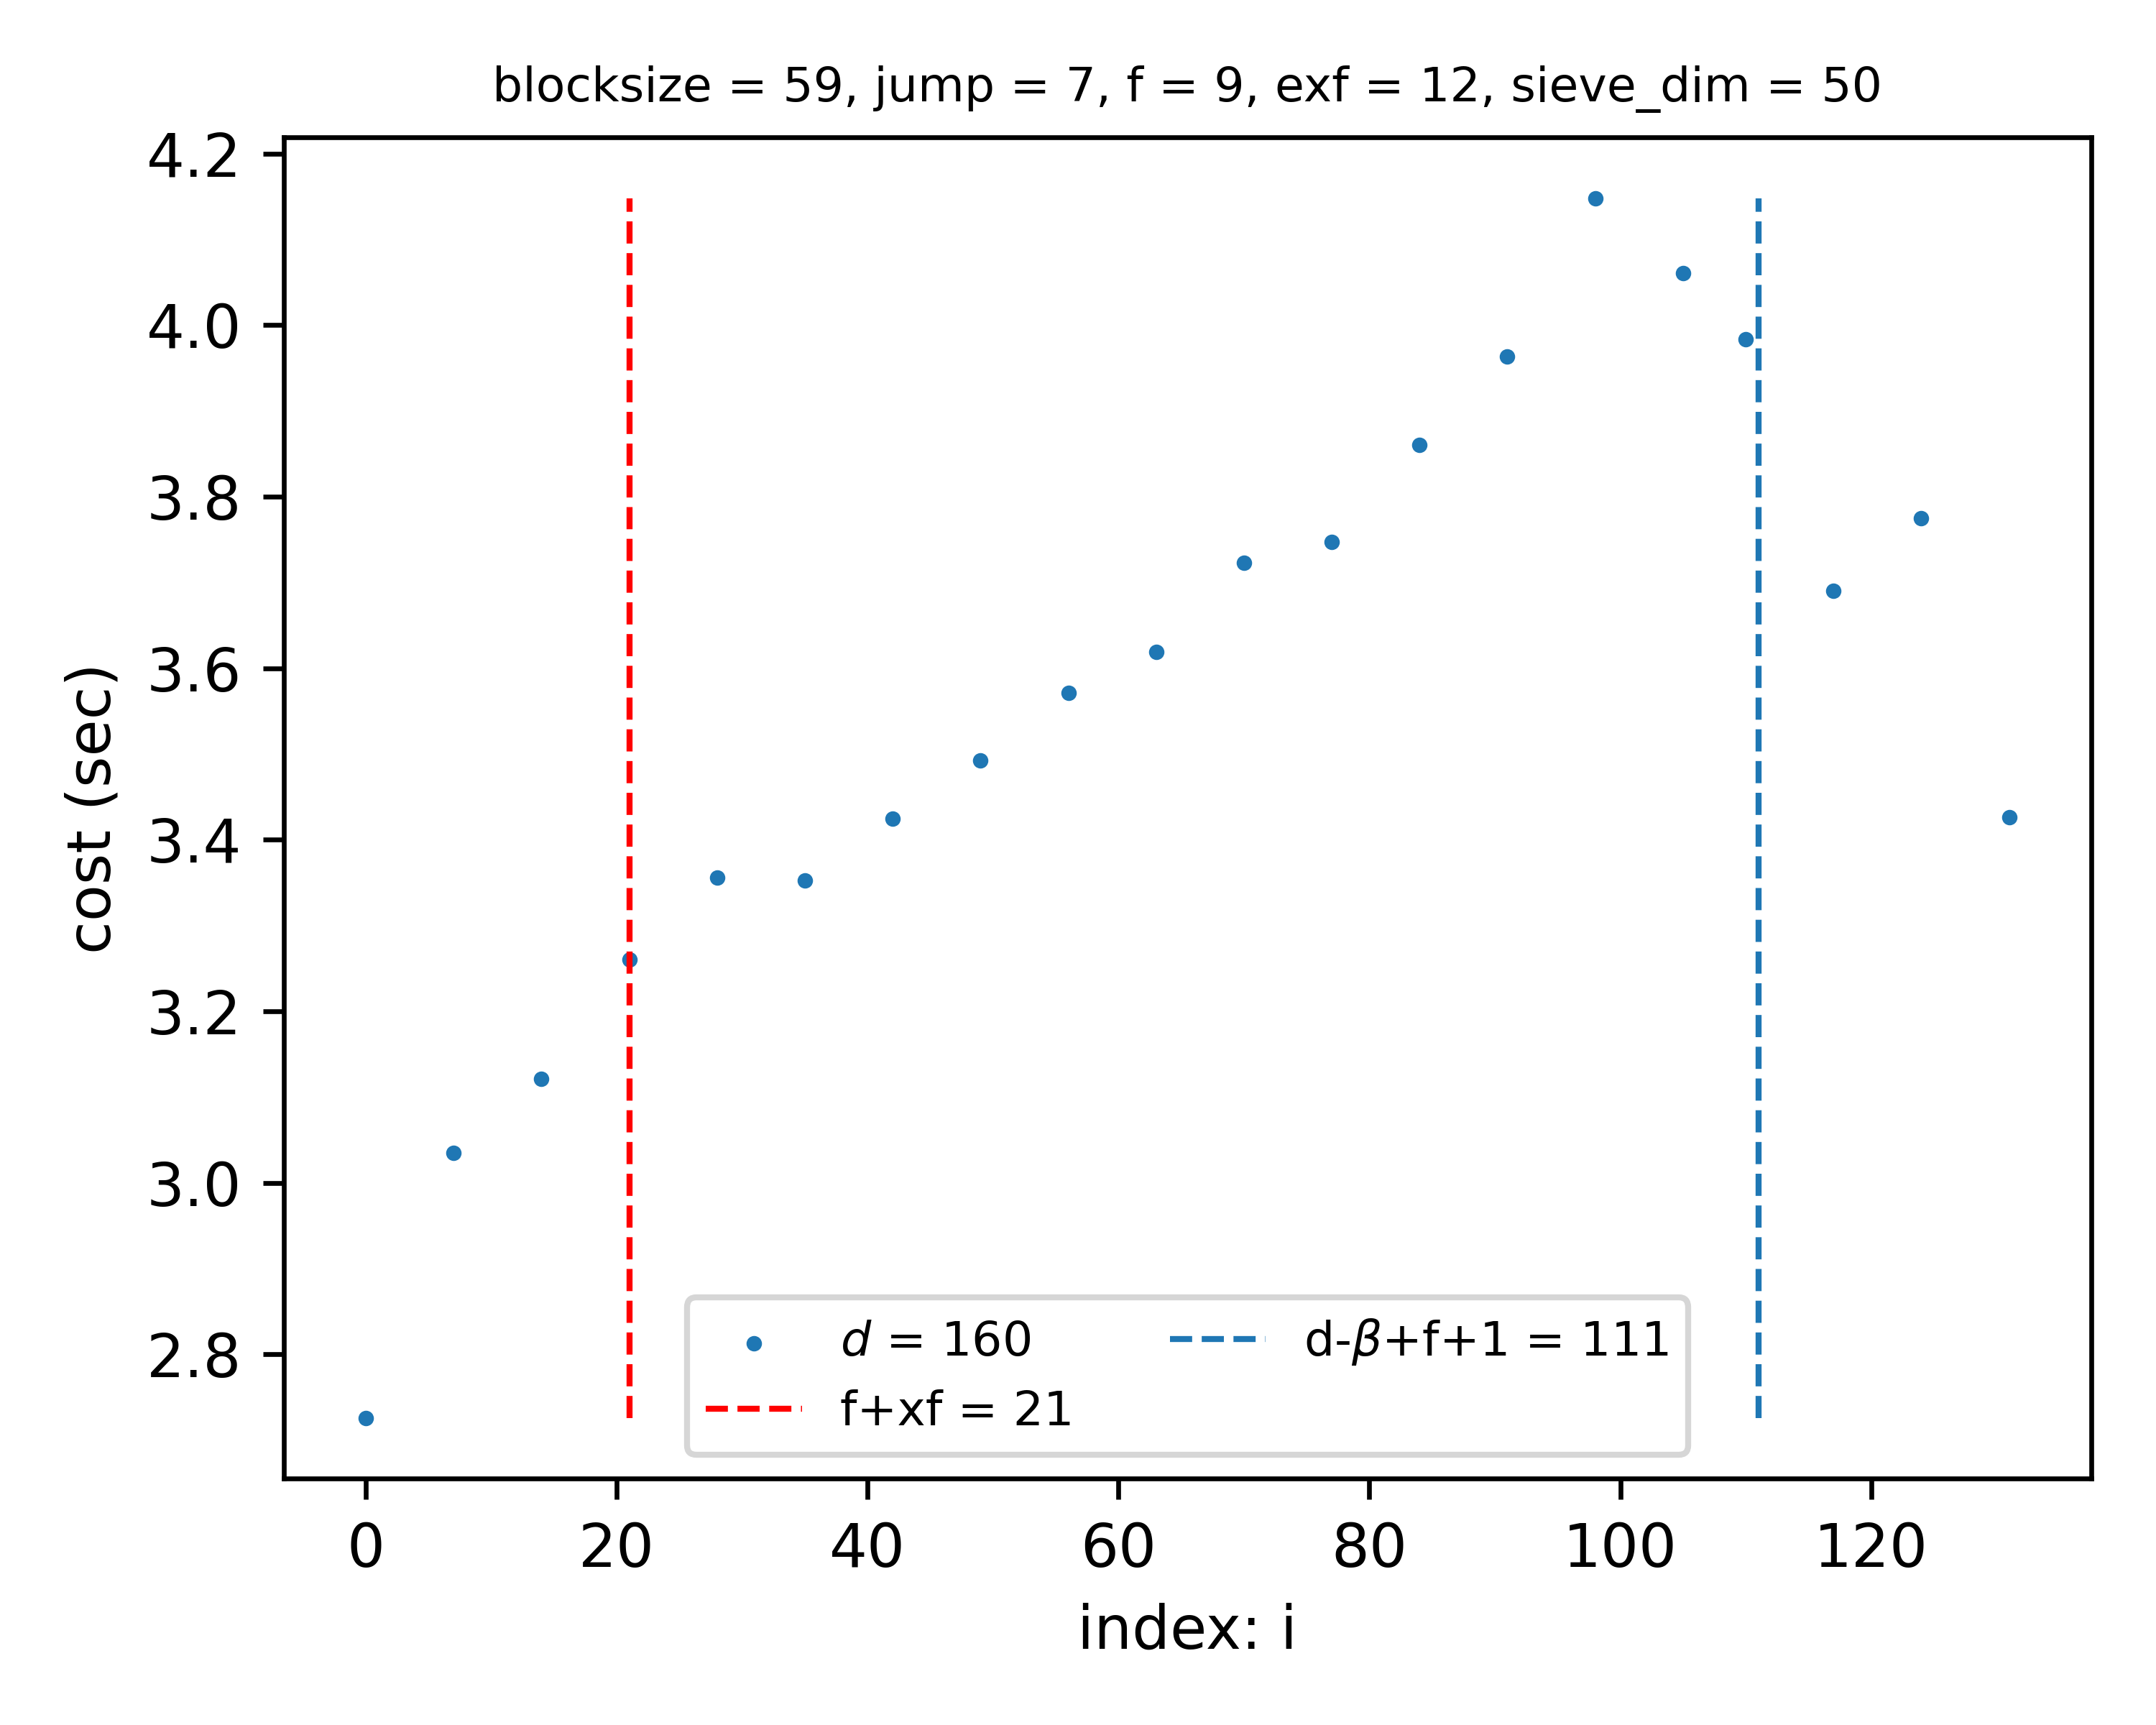 blocksize = 59, jump = 7, f = 9, exf = 12, sieve_dim = 50
4.2
4.0
3.8
3.6
3.4
3.2
3.0
2.8
cost (sec)
d = 160
f+xf = 21
d-β+f+1 = 111
0 20 40 60 80 100 120
index: i